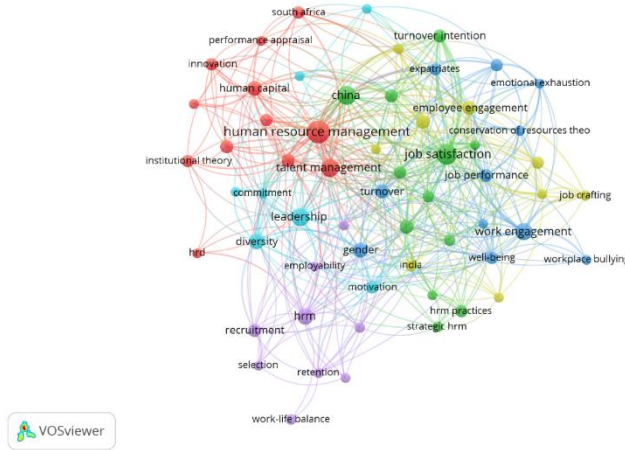 south africa
turnover intention
performance appraisal
innovation
expatriates
emotional exhaustion
human capital
china
employee engagement
human resource management
conservation of resources theo
institutional theory
talent management
job satisfaction
job performance
commitment
turnover
job crafting
leadership
work engagement
diversity
gender
hrd
employability
india
well-being
workplace bullying
motivation
hrm
hrm practices
recruitment
strategic hrm
selection
retention
work-life balance
VOSviewer